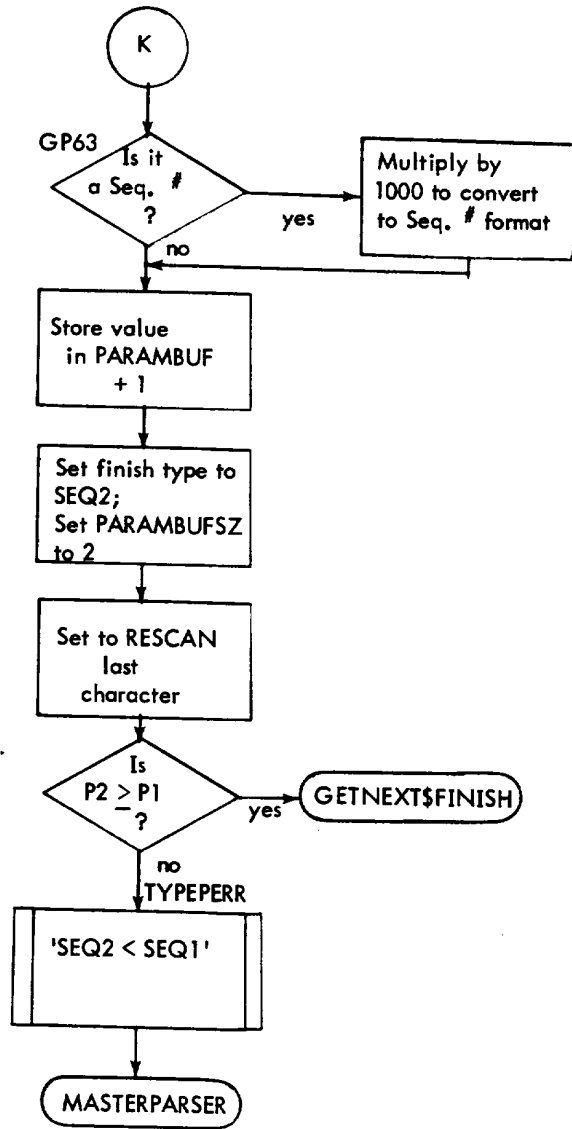 K
GP63
Is it
a Seq. #
?
yes
no
Multiply by
1000 to convert
to Seq. # format
Store value
in PARAMBUF
+ 1
Set finish type to
SEQ2;
Set PARAMBUFSZ
to 2
Set to RESCAN
last
character
Is
P2 ≥ P1
?
yes
GETNEXT$FINISH
no
TYPEPERR
'SEQ2 < SEQ1'
MASTERPARSER